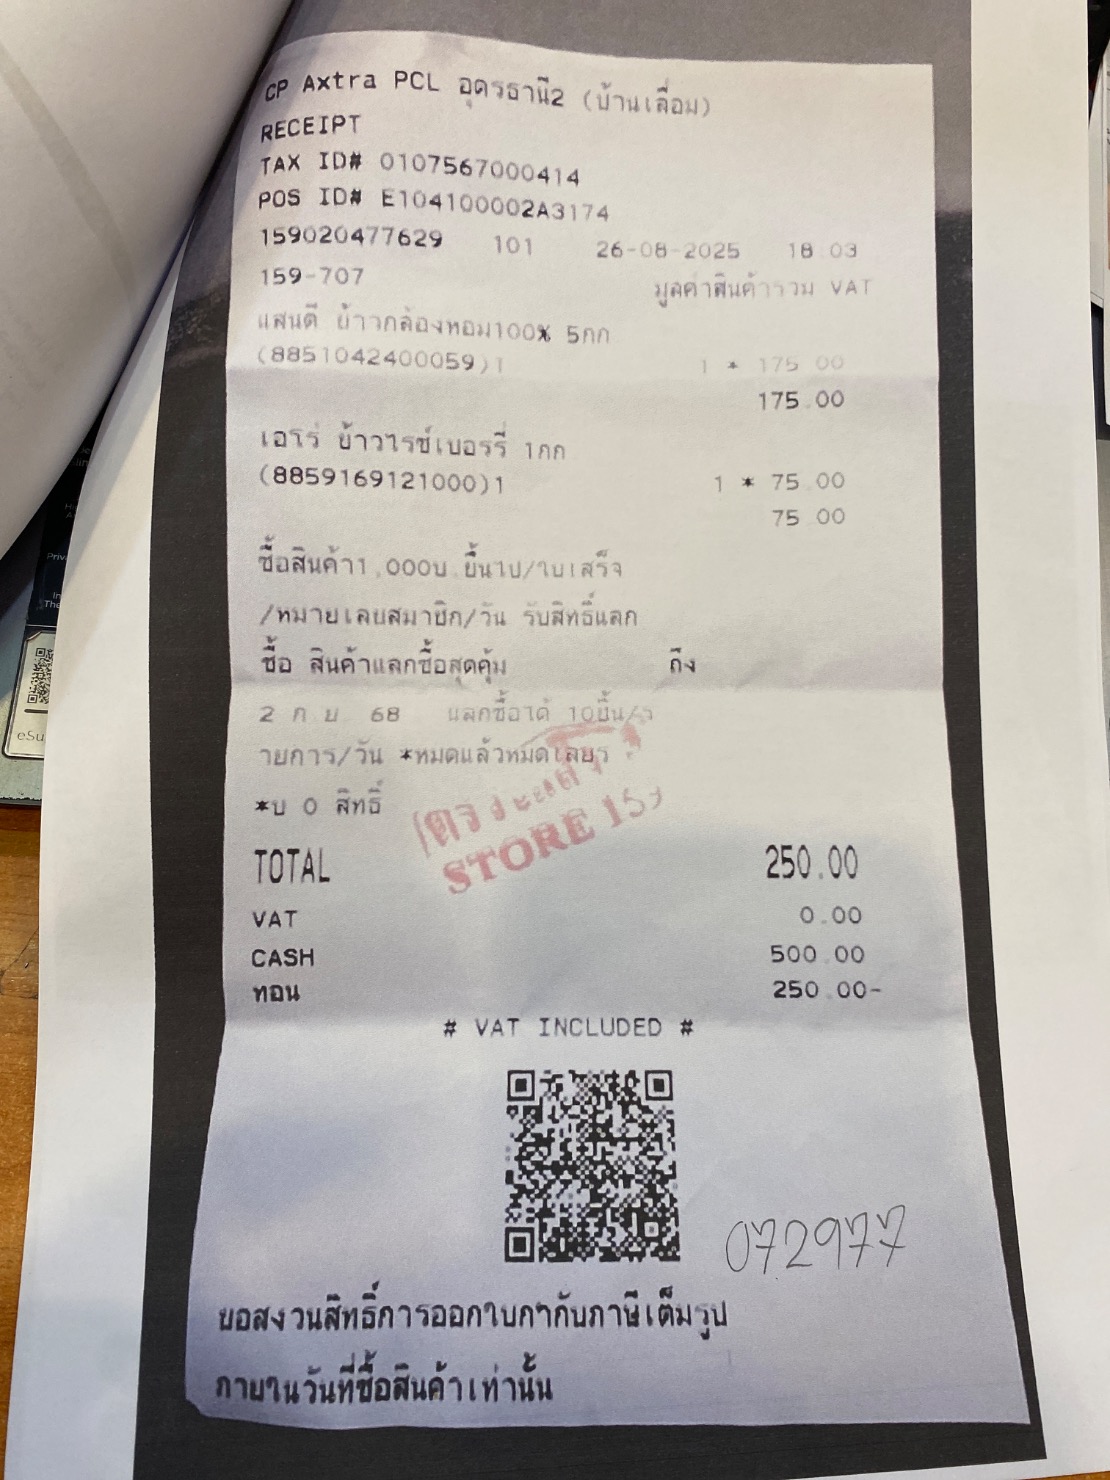 CP Axtra PCL อุดรธานี2 (บ้านเลื่อม)
RECEIPT
TAX ID# 0107567000414
POS ID# E104100002A3174
159020477629 101 26-08-2025 18 03
159-707 มูลค่าสินค้ารวม VAT
แสนดี ข้าวกล้องหอม100% 5กก
(8851042400059)1 1 * 175 00
175.00
เอโร่ ข้าวไรซ์เบอร์รี่ 1กก
(8859169121000)1 1 * 75.00
75 00
ซื้อสินค้า1,000บ.ขึ้นไป/ใบเสร็จ
/หมายเลขสมาชิก/วัน รับสิทธิ์แลก
ซื้อ สินค้าแลกซื้อสุดคุ้ม ถึง
2 ก ย 68 แลกซื้อได้ 10ชิ้น/ร
ายการ/วัน *หมดแล้วหมดเลย
*บ 0 สิทธิ์
STORE 159
TOTAL 250.00
VAT 0.00
CASH 500.00
ทอน 250.00-
# VAT INCLUDED #
072977
ขอสงวนสิทธิ์การออกใบกำกับภาษีเต็มรูป
ภายในวันที่ซื้อสินค้าเท่านั้น